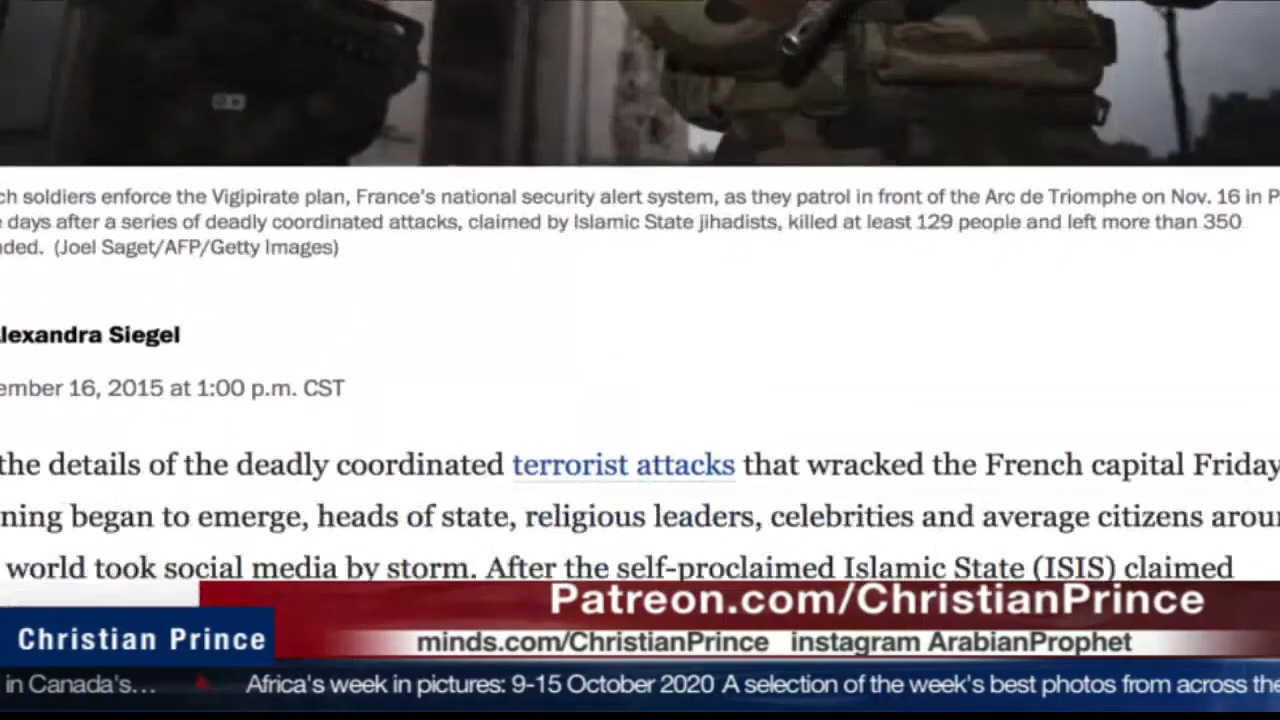 ch soldiers enforce the Vigipirate plan, France's national security alert system, as they patrol in front of the Arc de Triomphe on Nov. 16 in P
e days after a series of deadly coordinated attacks, claimed by Islamic State jihadists, killed at least 129 people and left more than 350
nded. (Joel Saget/AFP/Getty Images)
lexandra Siegel
ember 16, 2015 at 1:00 p.m. CST
the details of the deadly coordinated terrorist attacks that wracked the French capital Friday
ning began to emerge, heads of state, religious leaders, celebrities and average citizens arou
world took social media by storm. After the self-proclaimed Islamic State (ISIS) claimed
Patreon.com/ChristianPrince
Christian Prince
minds.com/ChristianPrince instagram ArabianProphet
in Canada's... Africa's week in pictures: 9-15 October 2020 A selection of the week's best photos from across the